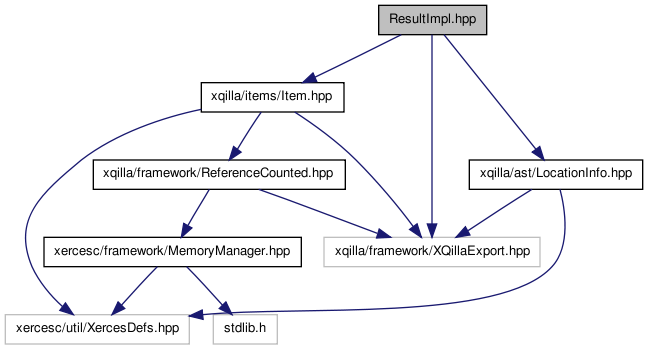 ResultImpl.hpp
xqilla/items/Item.hpp
xqilla/framework/ReferenceCounted.hpp
xqilla/ast/LocationInfo.hpp
xercesc/framework/MemoryManager.hpp
xqilla/framework/XQillaExport.hpp
xercesc/util/XercesDefs.hpp
stdlib.h